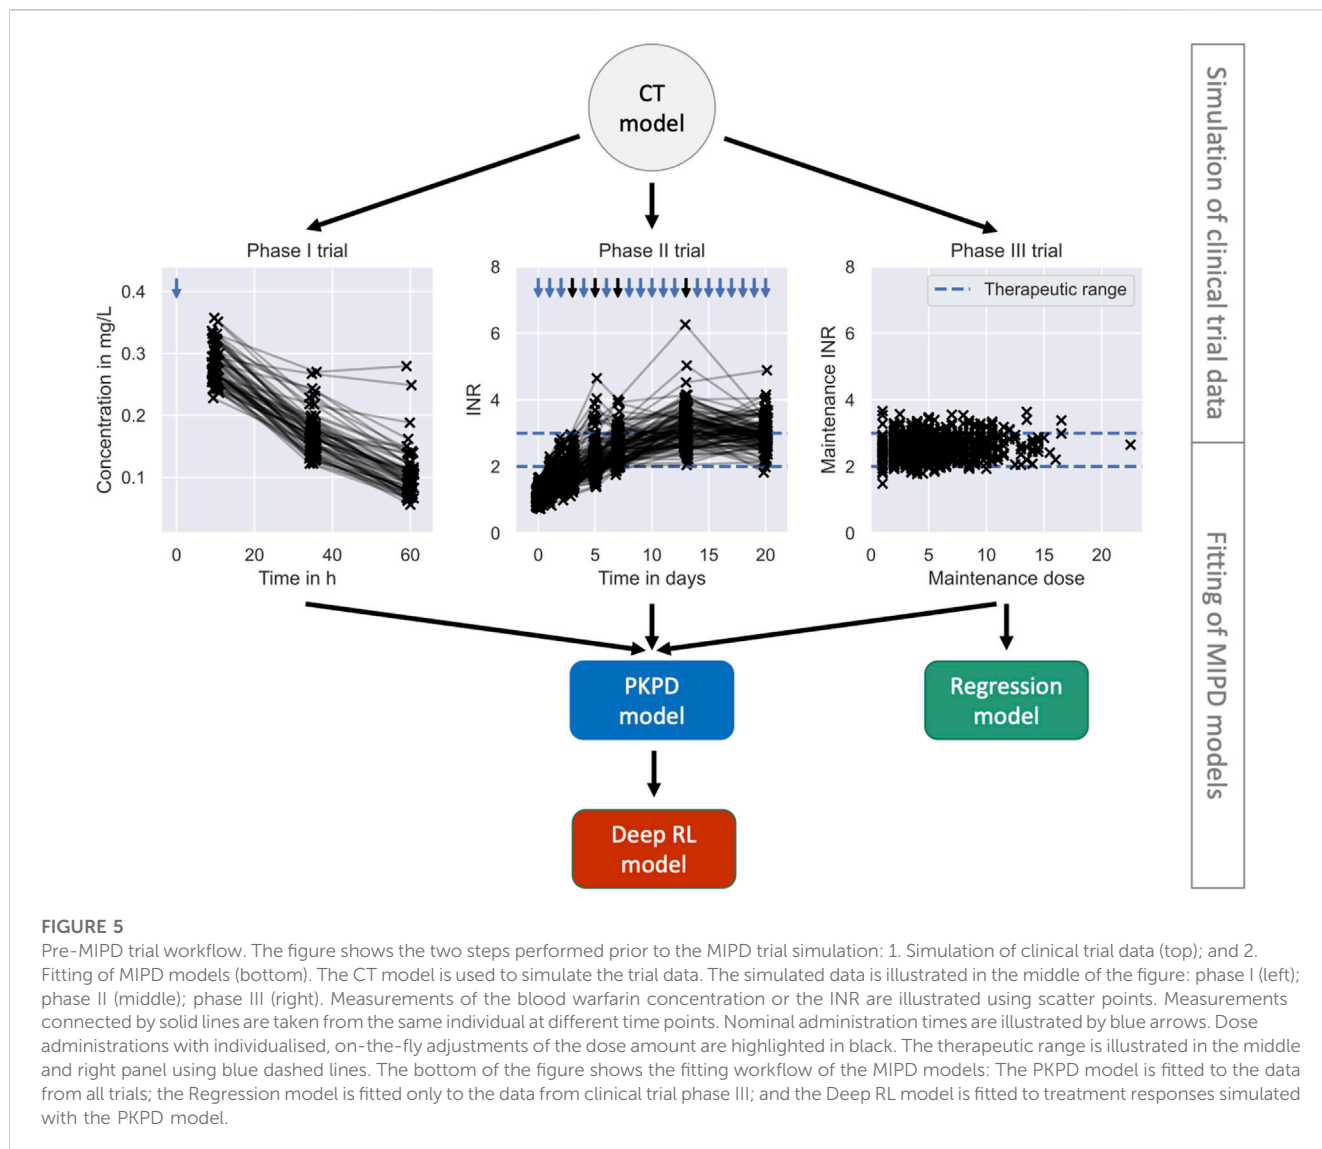 CT
model
Simulation of clinical trial data
Phase I trial
Phase II trial
Phase III trial
Concentration in mg/L
0.4
0.3
0.2
0.1
0
20
40
60
Time in h
INR
8
6
4
2
0
0
5
10
15
20
Time in days
Maintenance INR
8
6
4
2
0
Therapeutic range
0
5
10
15
20
Maintenance dose
Fitting of MIPD models
PKPD
model
Regression
model
Deep RL
model
FIGURE 5
Pre-MIPD trial workflow. The figure shows the two steps performed prior to the MIPD trial simulation: 1. Simulation of clinical trial data (top); and 2.
Fitting of MIPD models (bottom). The CT model is used to simulate the trial data. The simulated data is illustrated in the middle of the figure: phase I (left);
phase II (middle); phase III (right). Measurements of the blood warfarin concentration or the INR are illustrated using scatter points. Measurements
connected by solid lines are taken from the same individual at different time points. Nominal administration times are illustrated by blue arrows. Dose
administrations with individualised, on-the-fly adjustments of the dose amount are highlighted in black. The therapeutic range is illustrated in the middle
and right panel using blue dashed lines. The bottom of the figure shows the fitting workflow of the MIPD models: The PKPD model is fitted to the data
from all trials; the Regression model is fitted only to the data from clinical trial phase III; and the Deep RL model is fitted to treatment responses simulated
with the PKPD model.